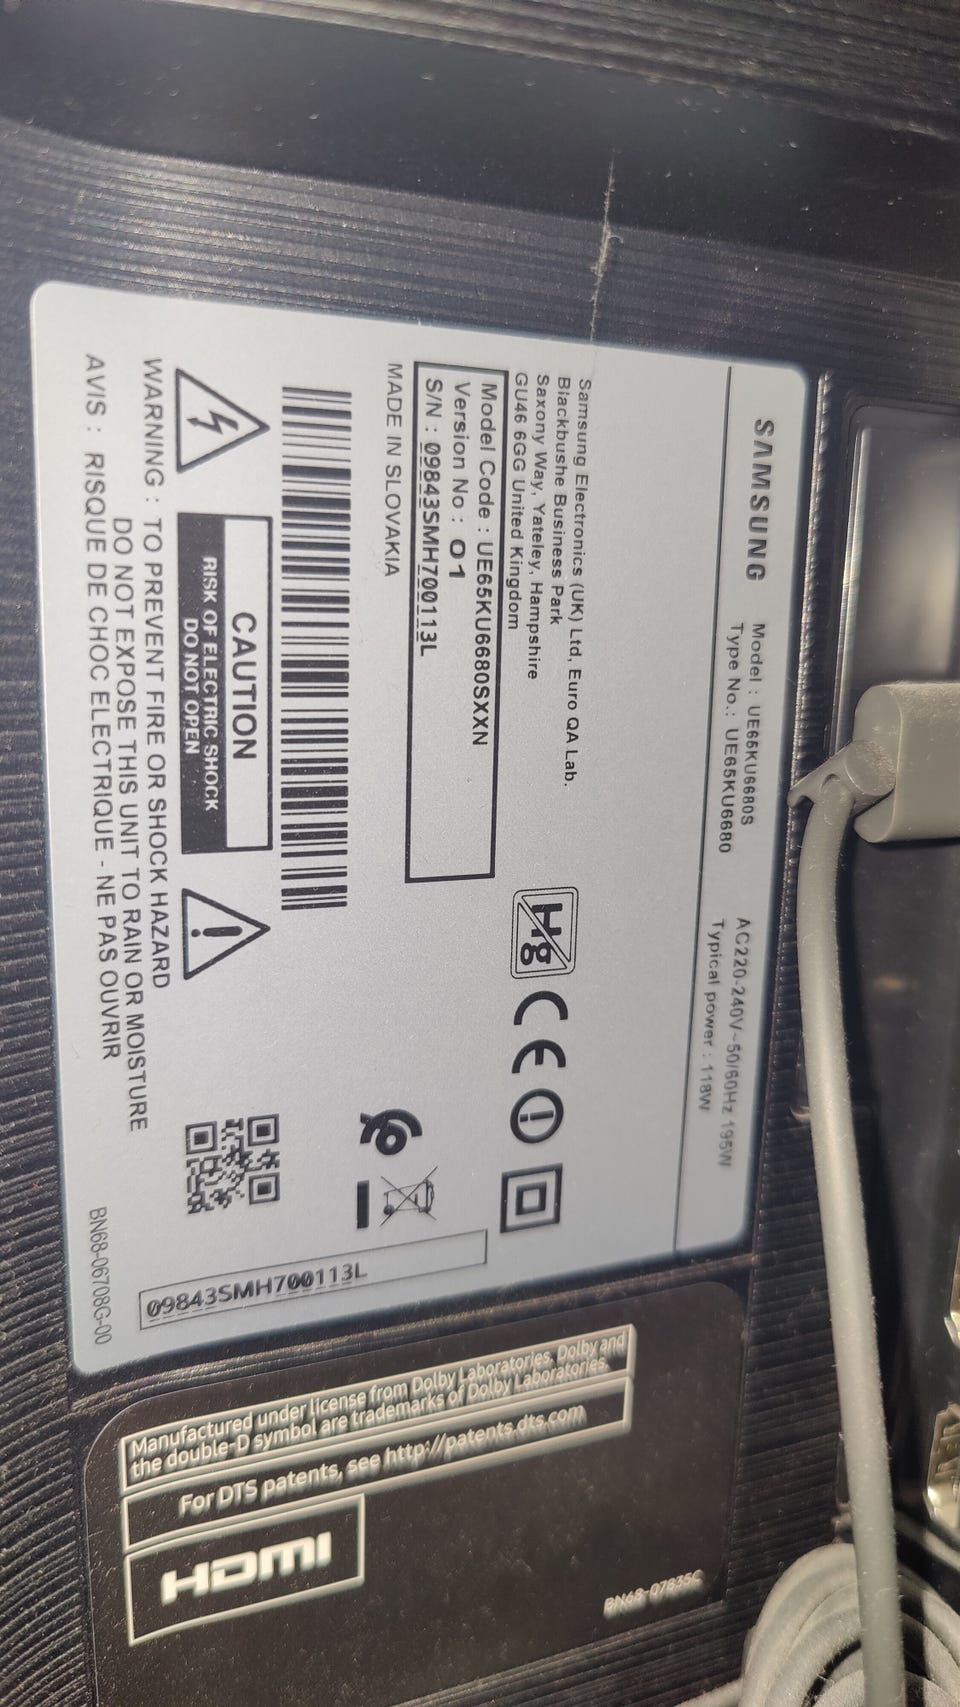 SAMSUNG
Model : UE65KU6680S
Type No.: UE65KU6680
AC220-240V~50/60Hz 195W
Typical power : 118W
Samsung Electronics (UK) Ltd, Euro QA Lab.
Blackbushe Business Park
Saxony Way, Yateley, Hampshire
GU46 6GG United Kingdom
Model Code : UE65KU6680SXXN
Version No : 01
S/N : 09843SMH700113L
MADE IN SLOVAKIA
Hg
CE
CAUTION
RISK OF ELECTRIC SHOCK
DO NOT OPEN
WARNING : TO PREVENT FIRE OR SHOCK HAZARD
DO NOT EXPOSE THIS UNIT TO RAIN OR MOISTURE
AVIS : RISQUE DE CHOC ELECTRIQUE - NE PAS OUVRIR
09843SMH700113L
BN68-06708G-00
Manufactured under license from Dolby Laboratories. Dolby and
the double-D symbol are trademarks of Dolby Laboratories.
For DTS patents, see http://patents.dts.com
HDMI
BN68-07835C